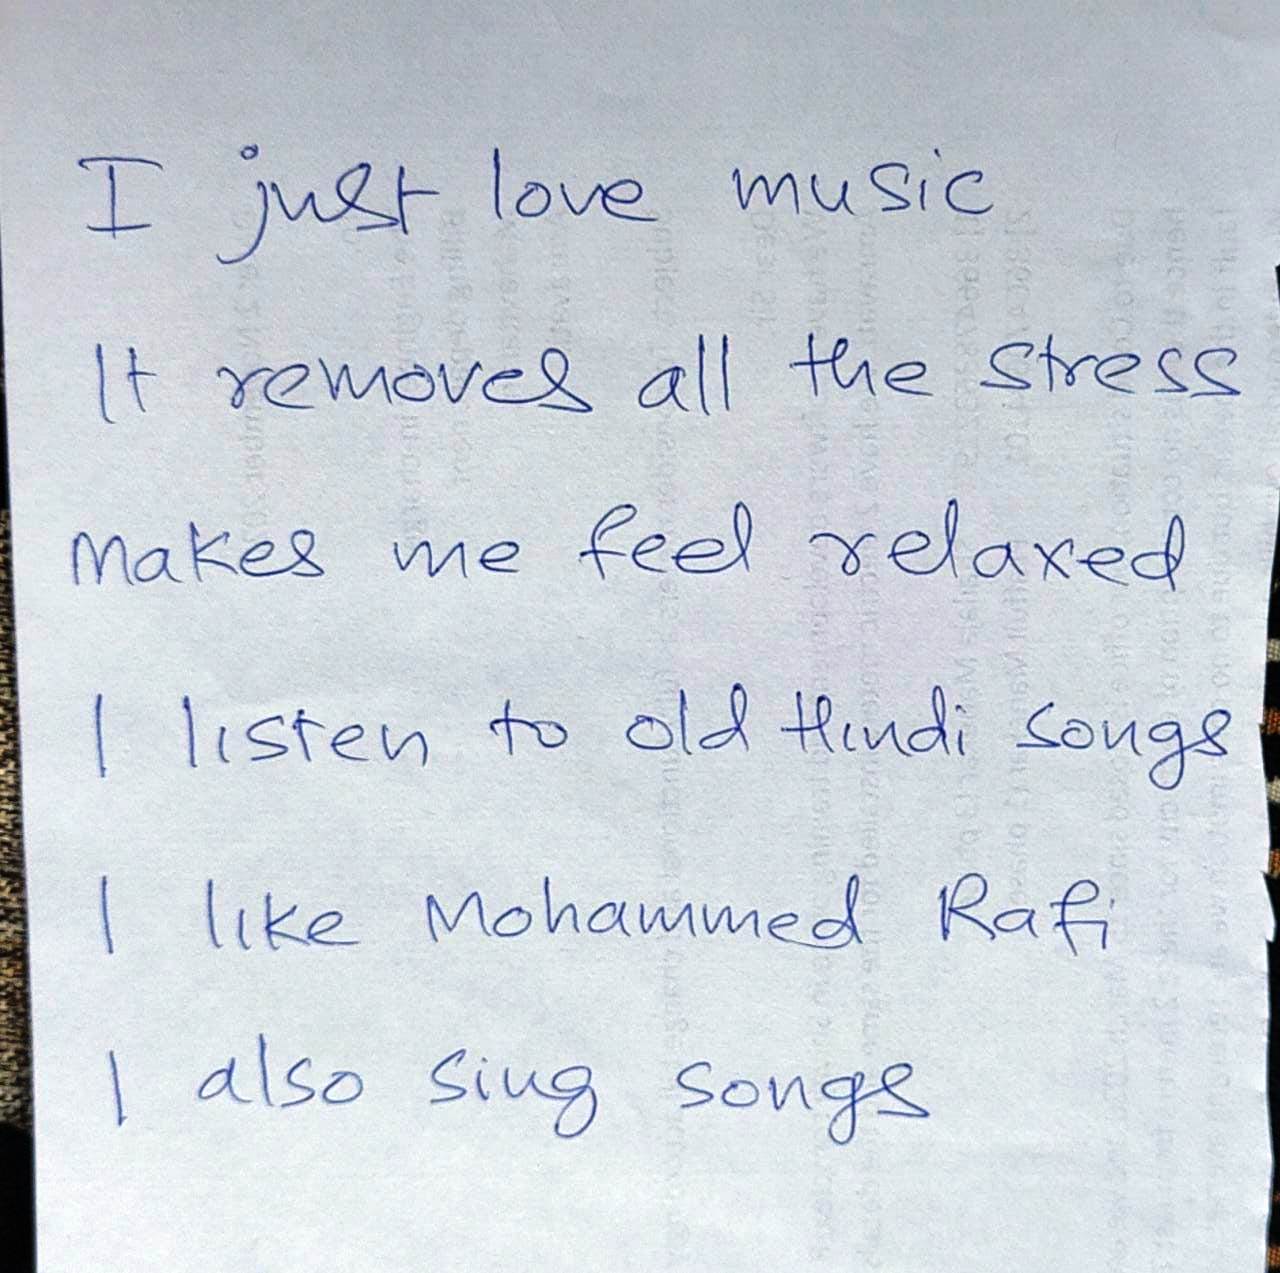 I just love music
It removes all the stress
makes me feel relaxed
I listen to old Hindi songs
I like Mohammed Rafi
I also sing songs